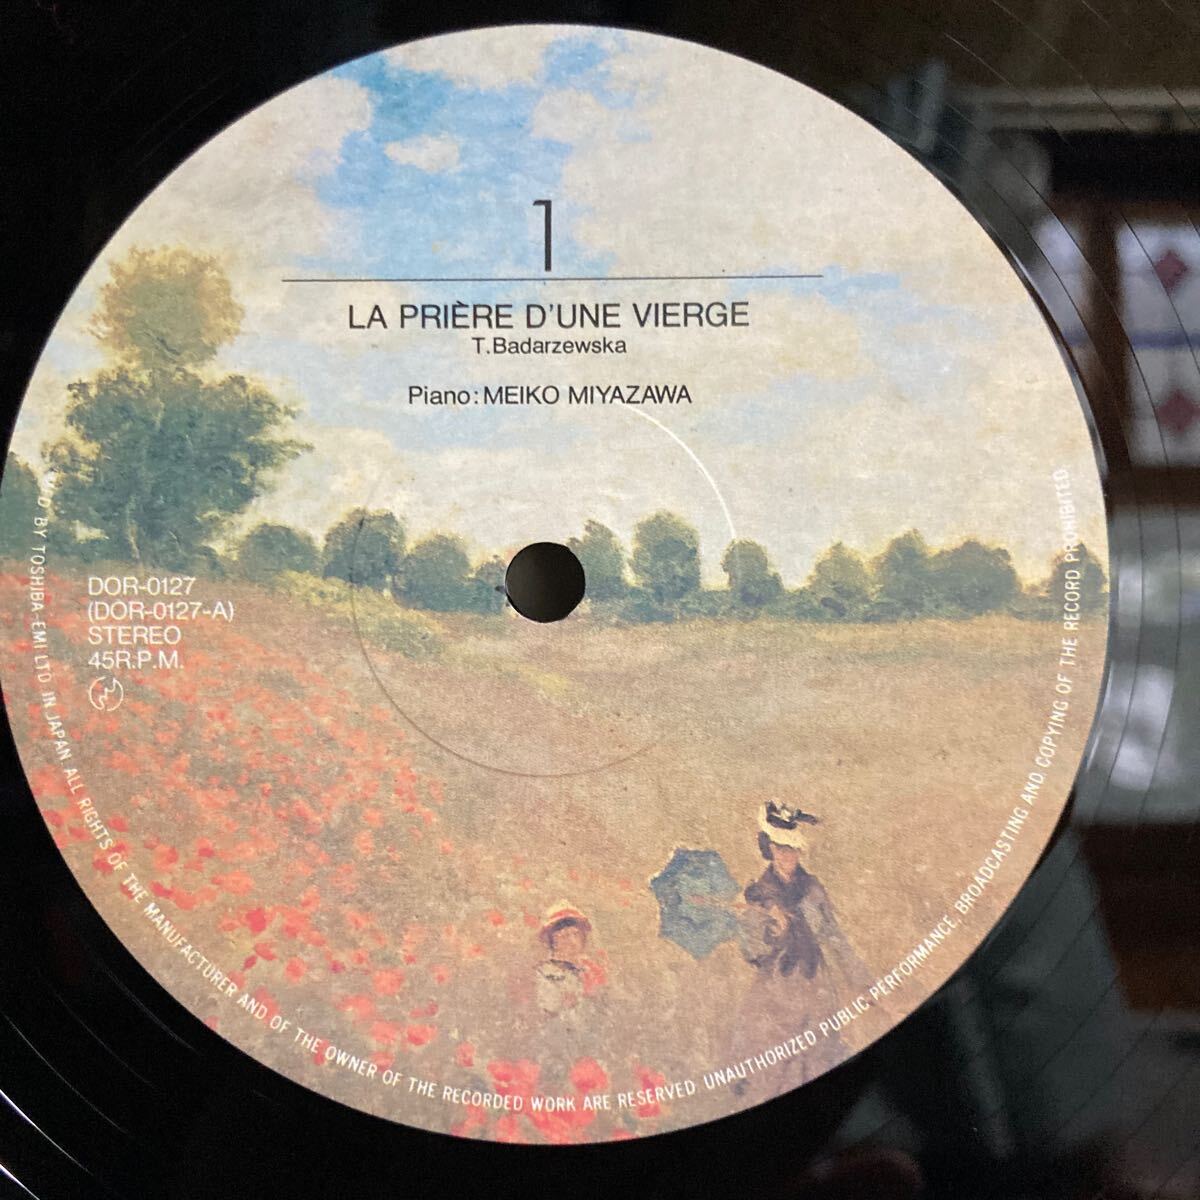 1
LA PRIÈRE D'UNE VIERGE
T.Badarzewska
Piano: MEIKO MIYAZAWA
DOR-0127
(DOR-0127-A)
STEREO
45R.P.M.
BY TOSHIBA-EMI LTD IN JAPAN ALL RIGHTS OF THE MANUFACTURER AND OF THE OWNER OF THE RECORDED WORK ARE RESERVED UNAUTHORIZED PUBLIC PERFORMANCE, BROADCASTING AND COPYING OF THE RECORD PROHIBITED